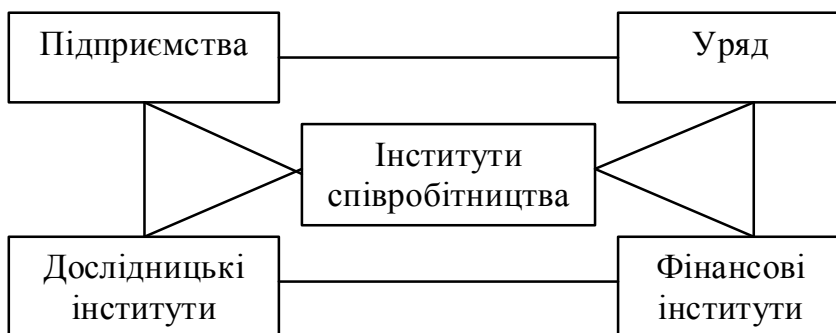 Підприємства
Уряд
Інститути
співробітництва
Дослідницькі
інститути
Фінансові
інститути